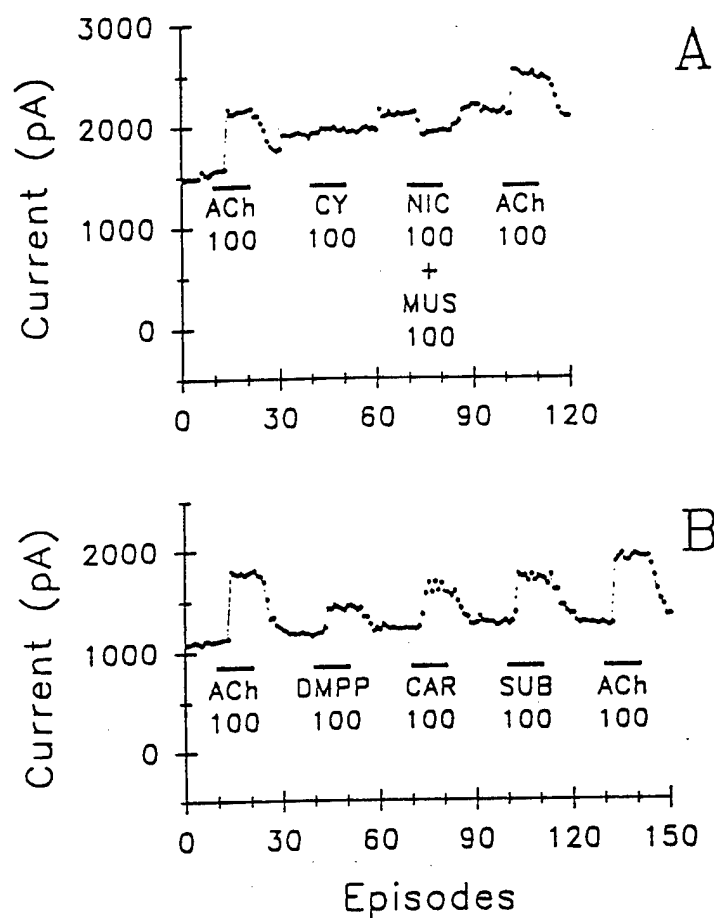 A
Current (pA)
3000
2000
1000
0
ACh CY NIC ACh
100 100 100 100
+
MUS
100
0 30 60 90 120
B
Current (pA)
2000
1000
0
ACh DMPP CAR SUB ACh
100 100 100 100 100
0 30 60 90 120 150
Episodes